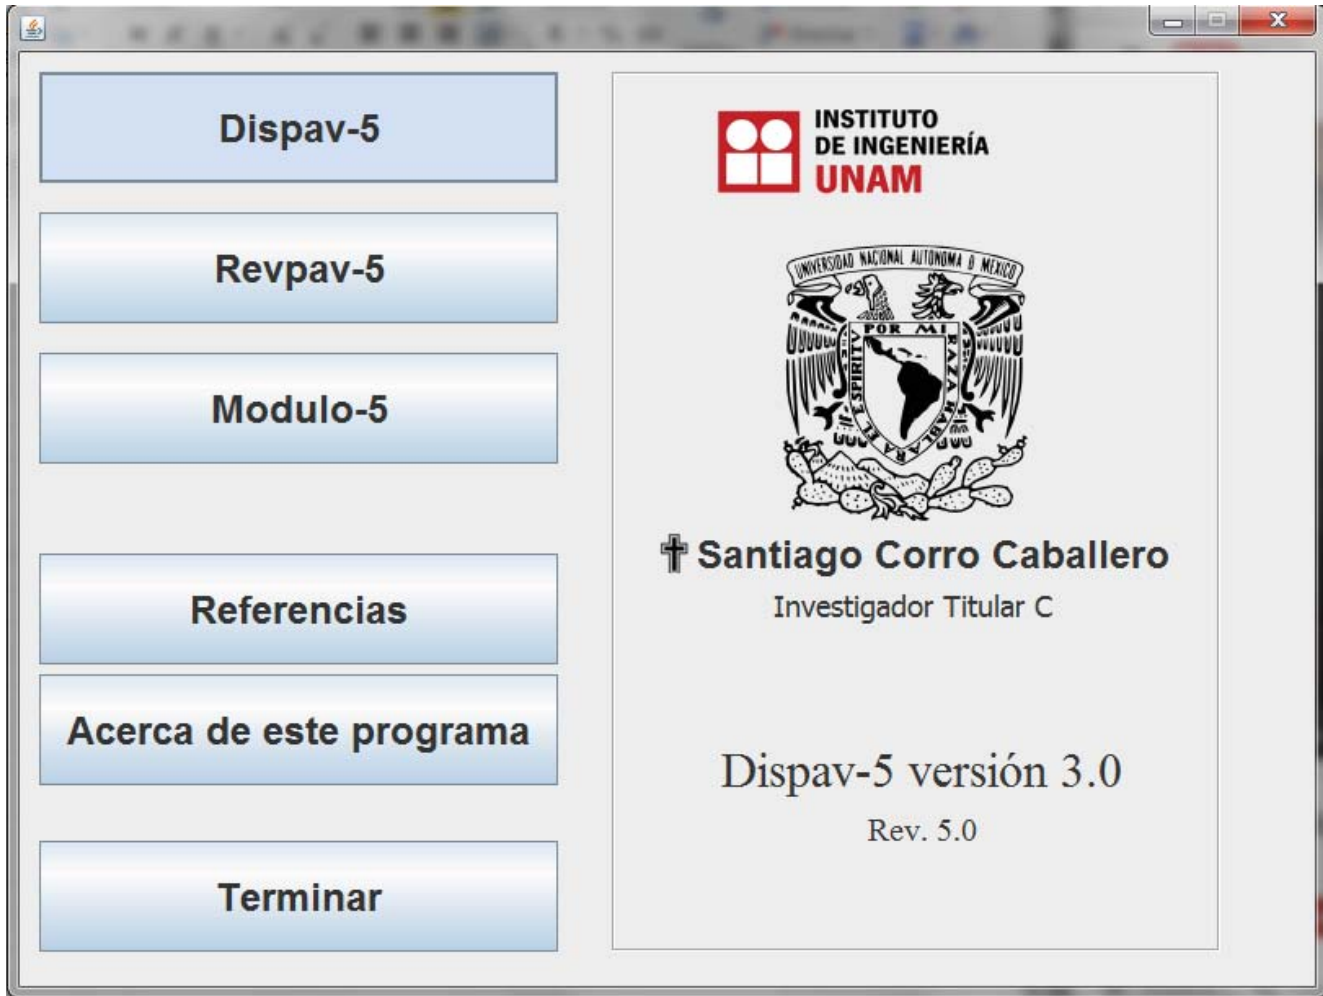 Dispav-5
Revpav-5
Modulo-5
Referencias
Acerca de este programa
Terminar
INSTITUTO
DE INGENIERÍA
UNAM
UNIVERSIDAD NACIONAL AUTONOMA D MEXICO
POR MI RAZA HABLARA EL ESPIRITV
Santiago Corro Caballero
Investigador Titular C
Dispav-5 versión 3.0
Rev. 5.0